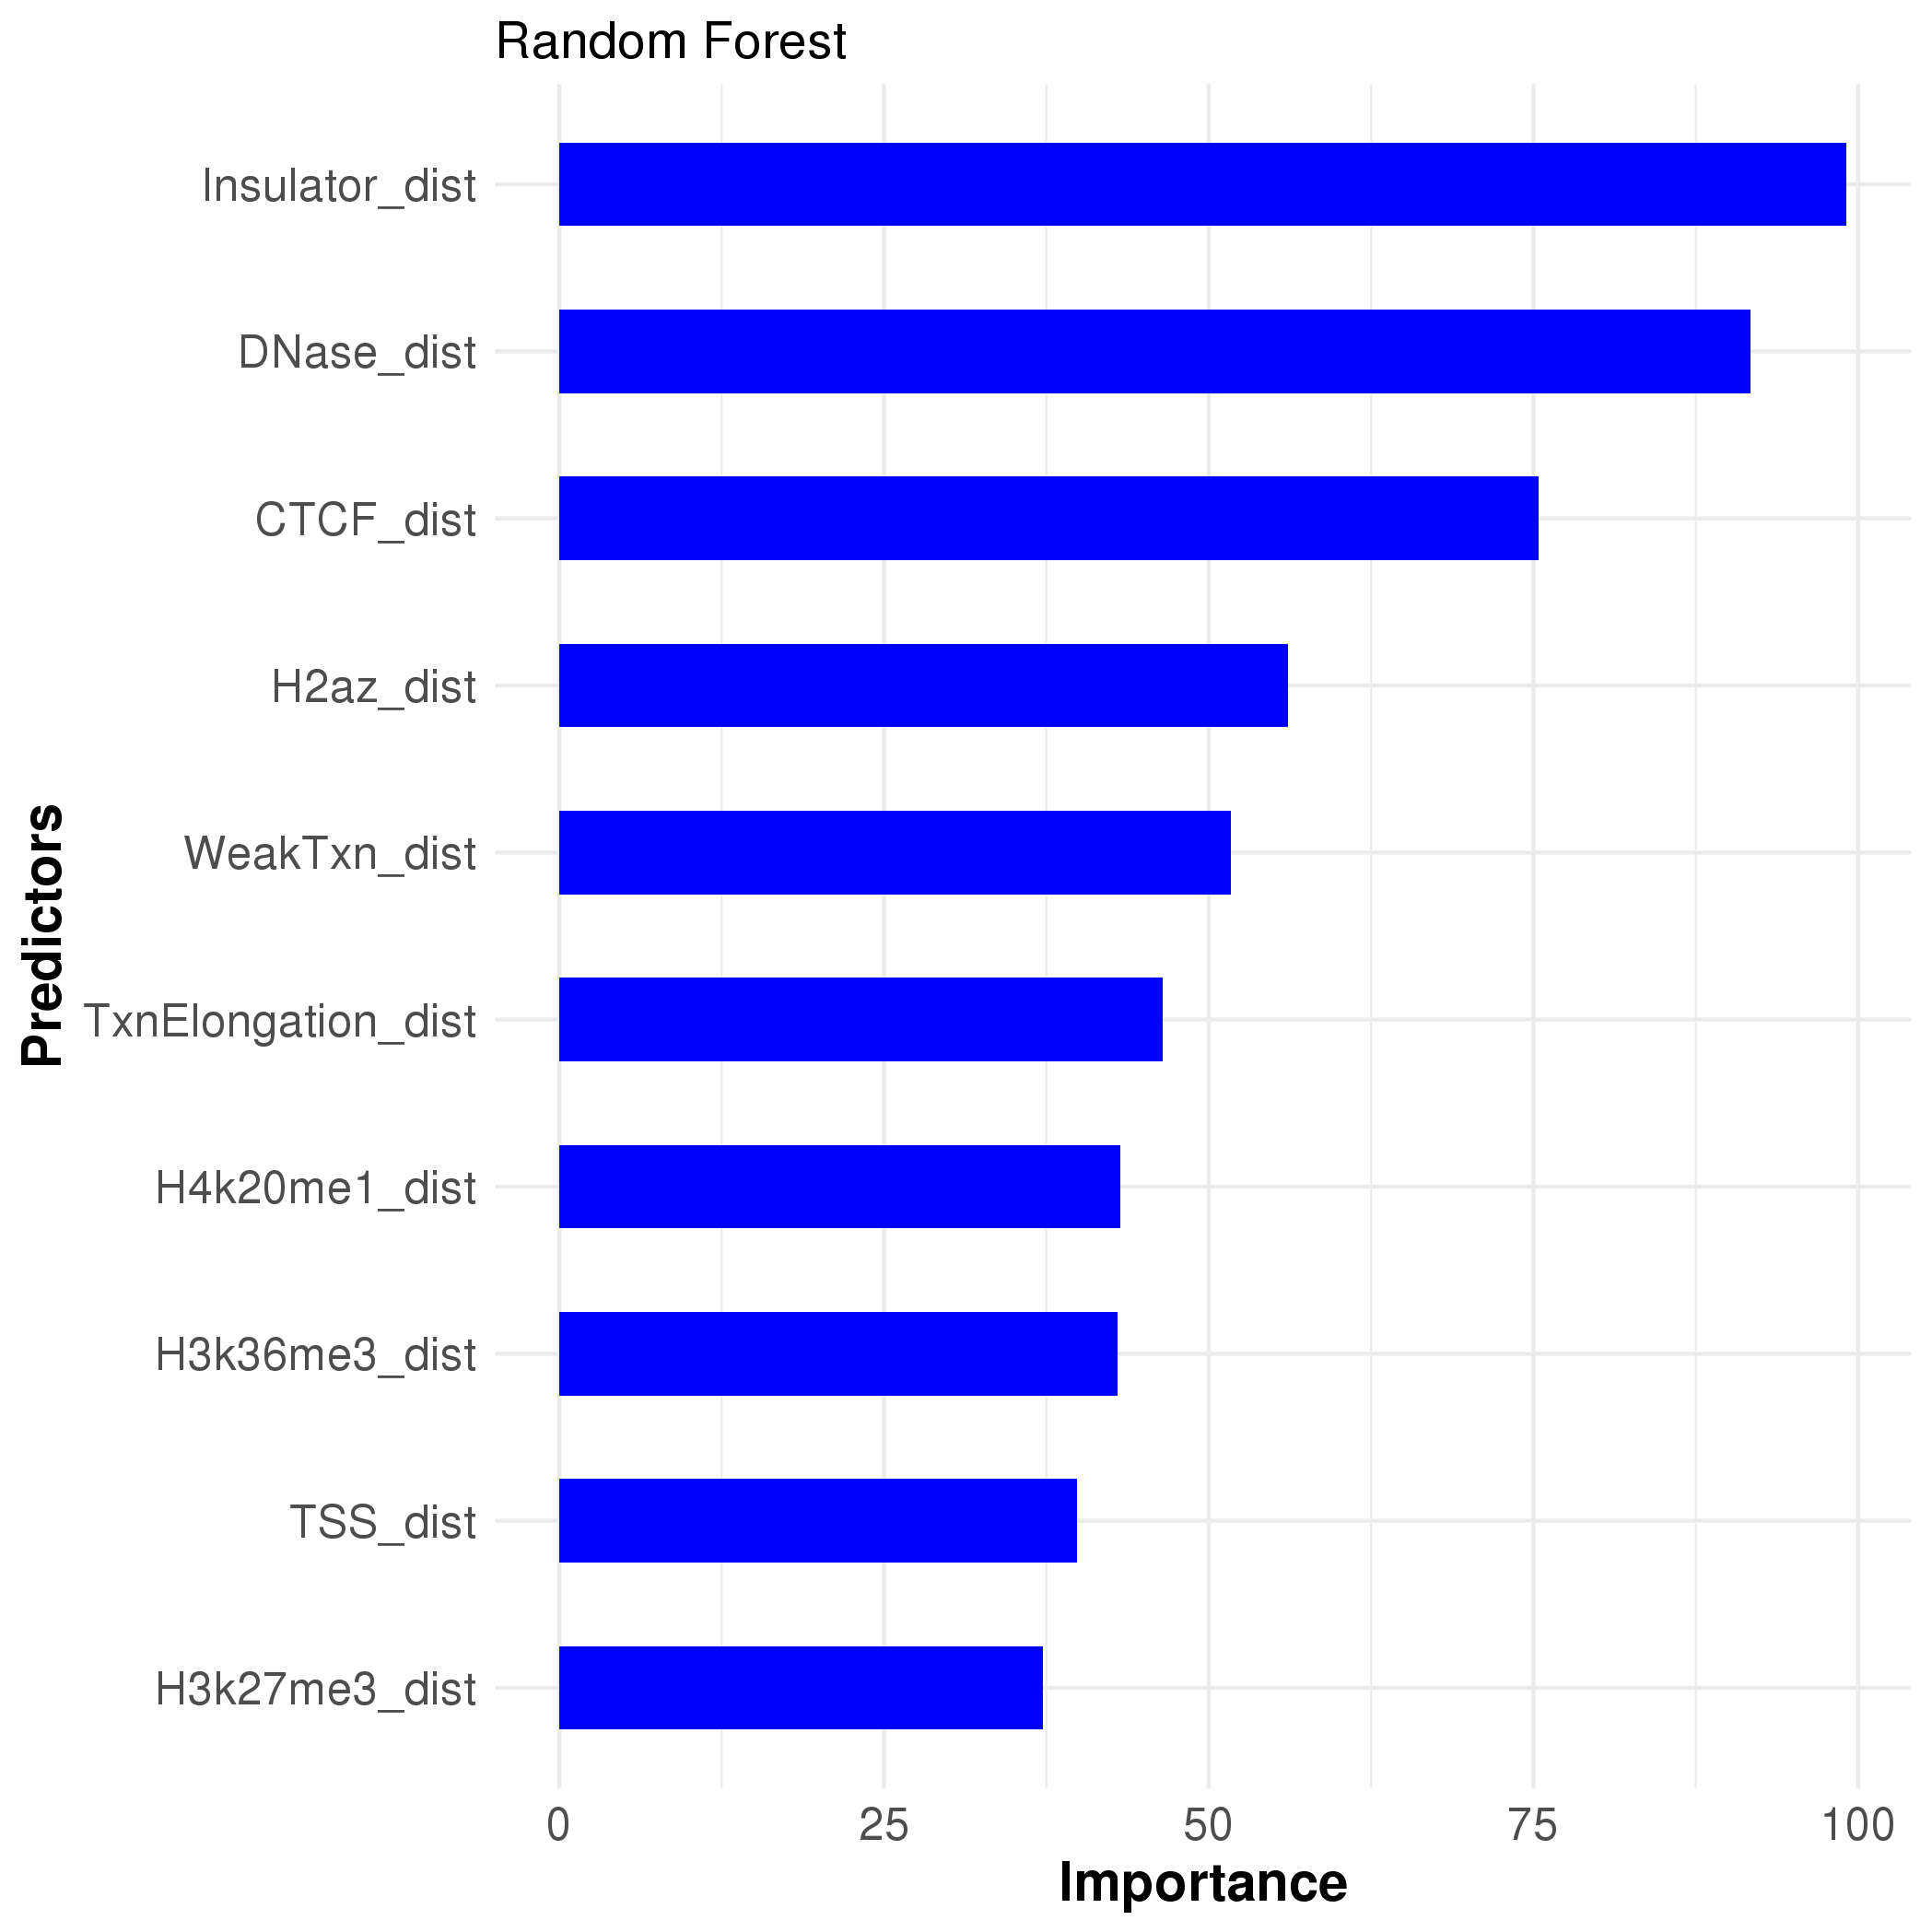 Random Forest
Insulator_dist
DNase_dist
CTCF_dist
H2az_dist
WeakTxn_dist
TxnElongation_dist
H4k20me1_dist
H3k36me3_dist
TSS_dist
H3k27me3_dist
Predictors
0 25 50 75 100
Importance